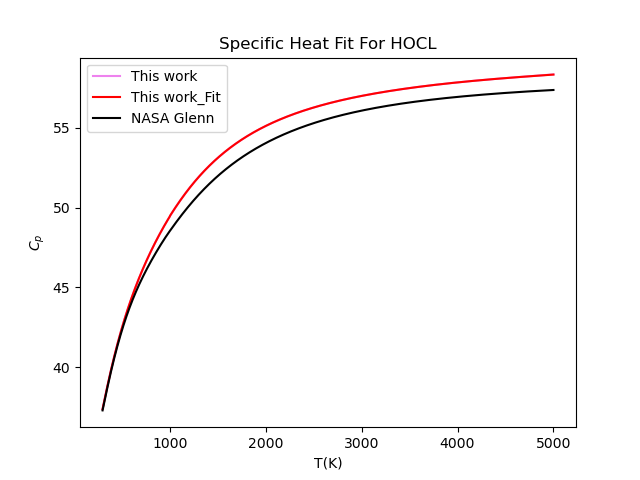 Specific Heat Fit For HOCL
This work
This work_Fit
NASA Glenn
55
50
45
40
C_p
1000 2000 3000 4000 5000
T(K)